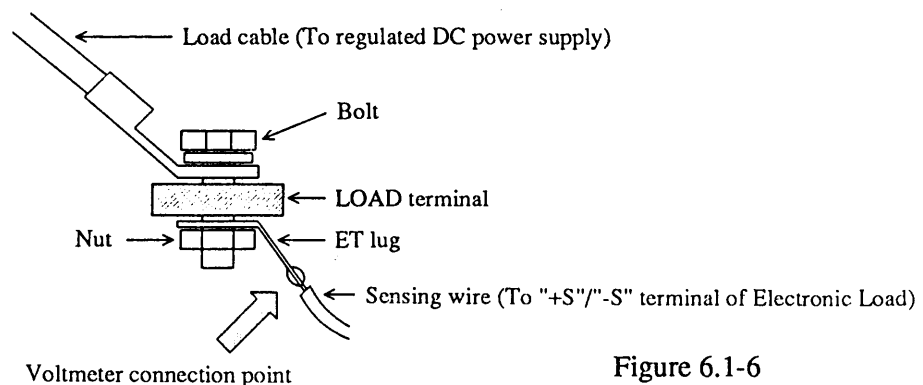 Load cable (To regulated DC power supply)
Bolt
LOAD terminal
Nut
ET lug
Sensing wire (To "+S"/"-S" terminal of Electronic Load)
Voltmeter connection point
Figure 6.1-6